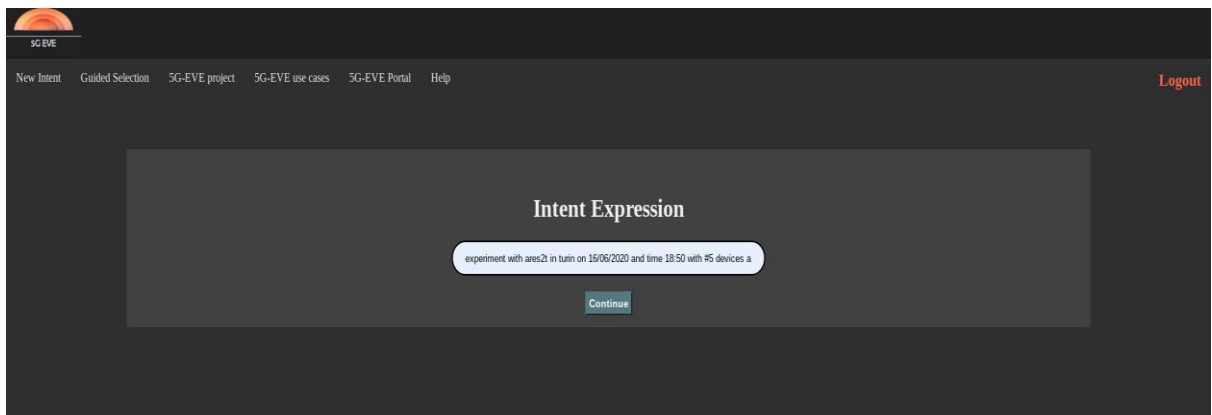 5G EVE
New Intent Guided Selection 5G-EVE project 5G-EVE use cases 5G-EVE Portal Help Logout
Intent Expression
experiment with ares2t in turin on 16/06/2020 and time 18:50 with #5 devices a
Continue